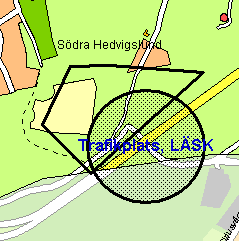 Södra Hedvigslund
Trafikplats, LÄSK